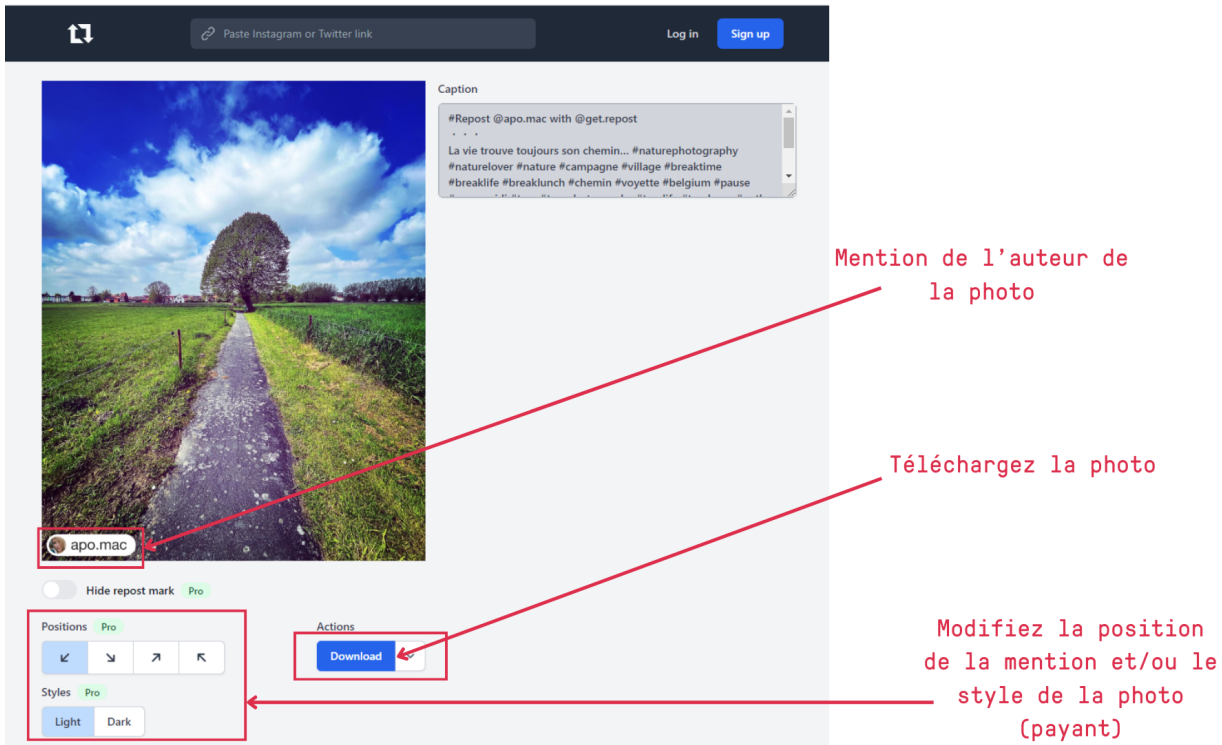 Paste Instagram or Twitter link
Log in
Sign up
Caption
#Repost @apo.mac with @get.repost
· · ·
La vie trouve toujours son chemin... #naturephotography
#naturelover #nature #campagne #village #breaktime
#breaklife #breaklunch #chemin #voyette #belgium #pause
Mention de l'auteur de
la photo
Téléchargez la photo
apo.mac
Hide repost mark Pro
Positions Pro
Actions
Download
Styles Pro
Light Dark
Modifiez la position
de la mention et/ou le
style de la photo
(payant)